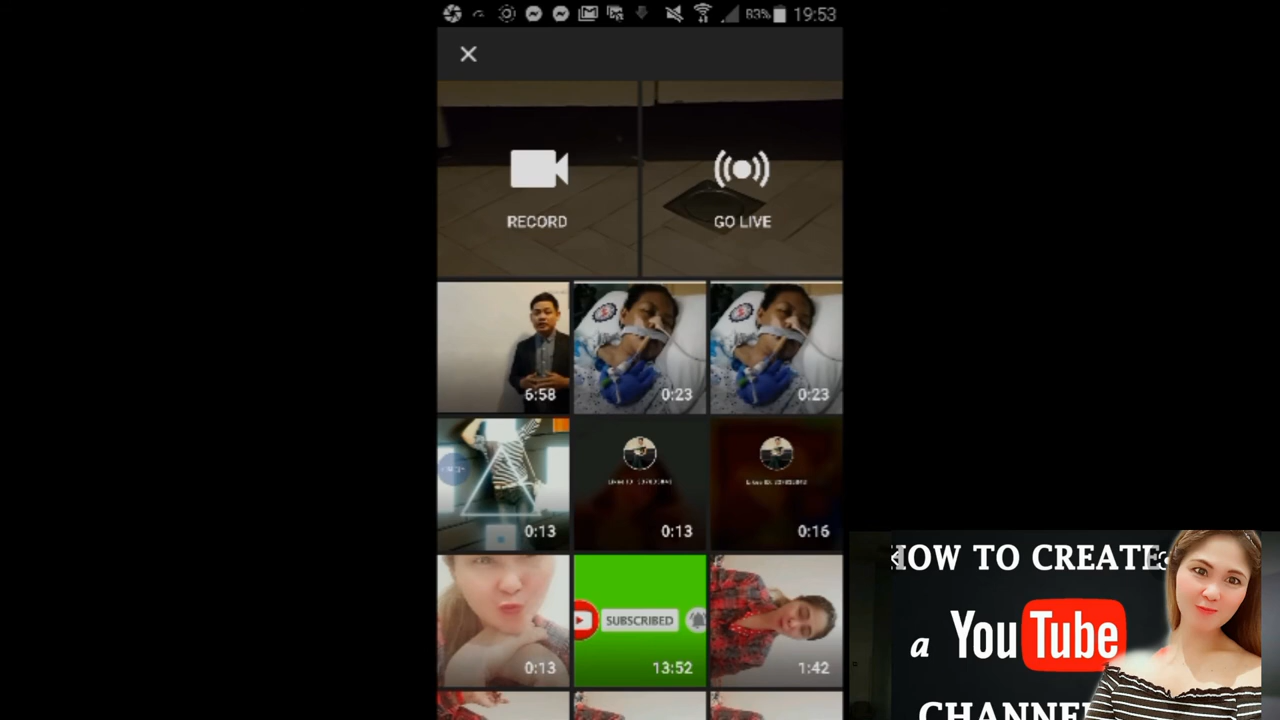 83% 19:53
RECORD
GO LIVE
6:58
0:23
0:23
0:13
0:13
0:16
0:13
SUBSCRIBED
13:52
1:42
HOW TO CREATE
a YouTube
CHANNEL